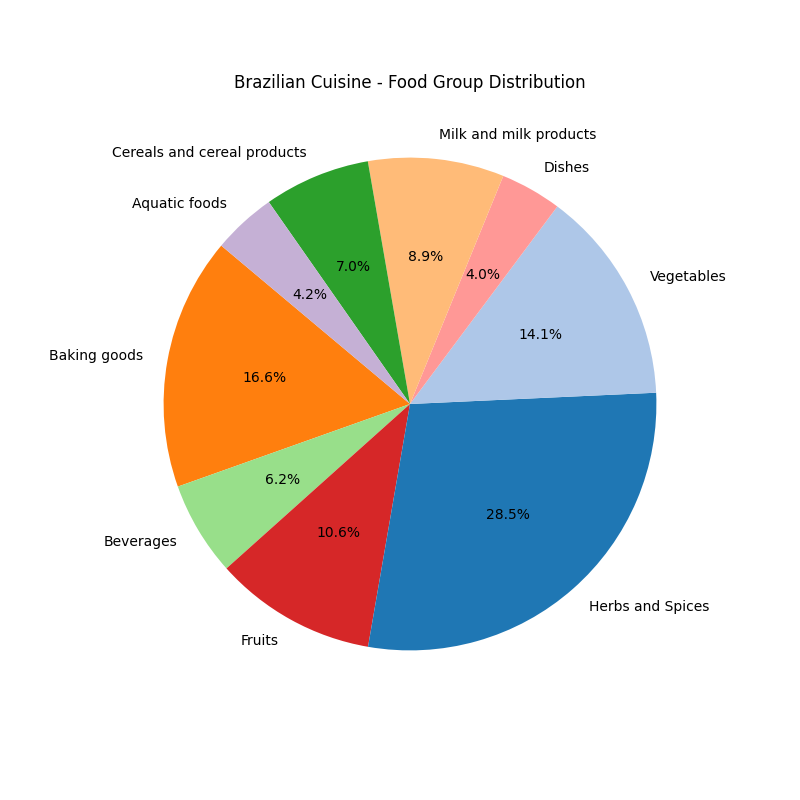 Brazilian Cuisine - Food Group Distribution
Milk and milk products
Cereals and cereal products
Dishes
Aquatic foods
8.9%
7.0%
4.0%
Vegetables
4.2%
14.1%
Baking goods
16.6%
6.2%
28.5%
10.6%
Beverages
Herbs and Spices
Fruits